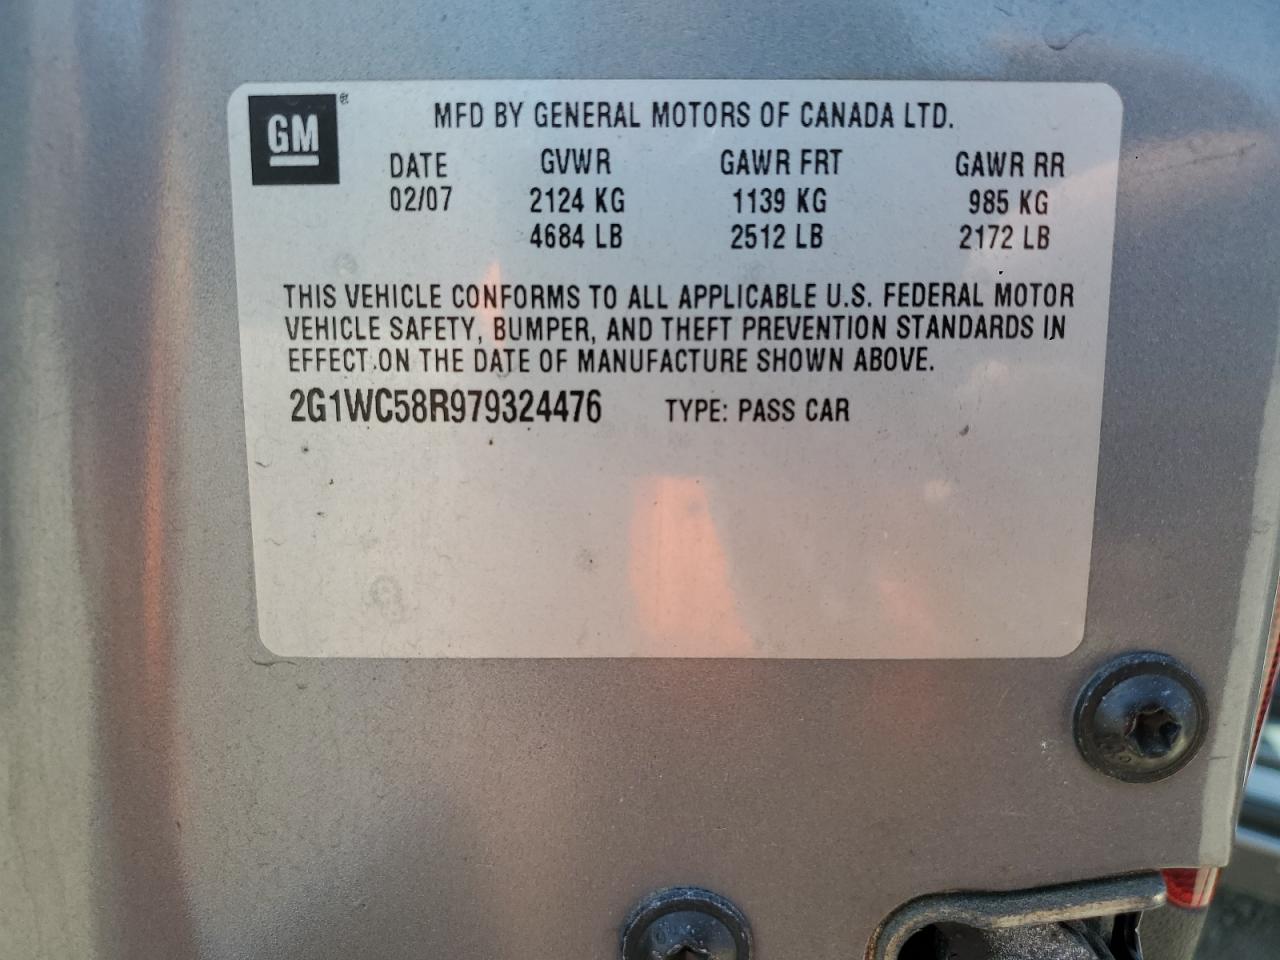 GM ®
MFD BY GENERAL MOTORS OF CANADA LTD.
DATE GVWR GAWR FRT GAWR RR
02/07 2124 KG 1139 KG 985 KG
4684 LB 2512 LB 2172 LB
THIS VEHICLE CONFORMS TO ALL APPLICABLE U.S. FEDERAL MOTOR
VEHICLE SAFETY, BUMPER, AND THEFT PREVENTION STANDARDS IN
EFFECT ON THE DATE OF MANUFACTURE SHOWN ABOVE.
2G1WC58R979324476 TYPE: PASS CAR